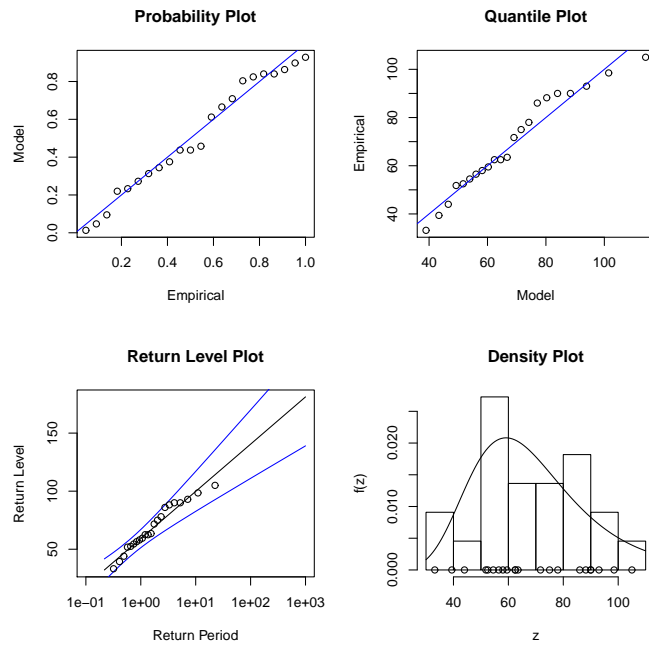 Probability Plot
Model
0.0 0.2 0.4 0.6 0.8
0.2 0.4 0.6 0.8 1.0
Empirical
Quantile Plot
Empirical
40 60 80 100
40 60 80 100
Model
Return Level Plot
Return Level
50 100 150
1e−01 1e+00 1e+01 1e+02 1e+03
Return Period
Density Plot
f(z)
0.000 0.010 0.020
40 60 80 100
z